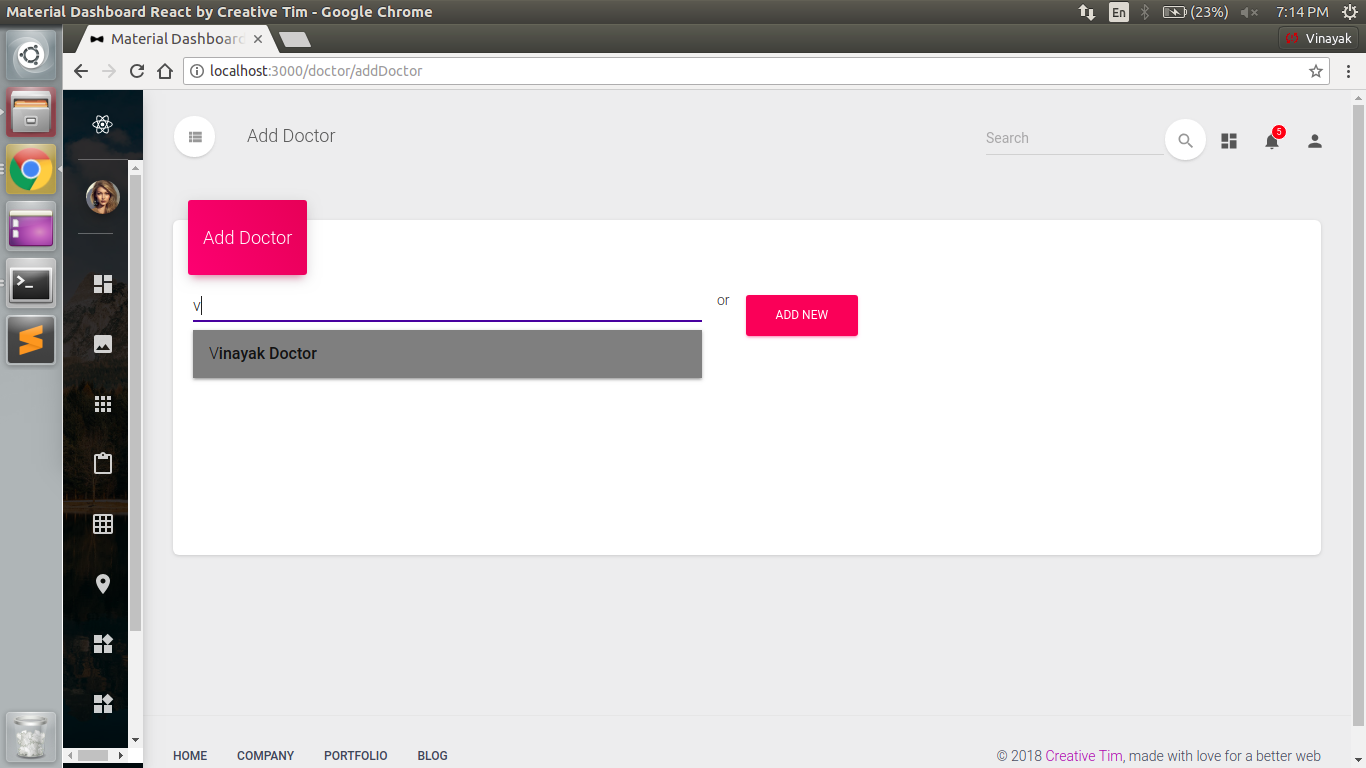 Material Dashboard React by Creative Tim - Google Chrome
En
(23%)
7:14 PM
Material Dashboard
Vinayak
localhost:3000/doctor/addDoctor
Add Doctor
Search
5
Add Doctor
v
or
ADD NEW
Vinayak Doctor
HOME
COMPANY
PORTFOLIO
BLOG
© 2018 Creative Tim, made with love for a better web